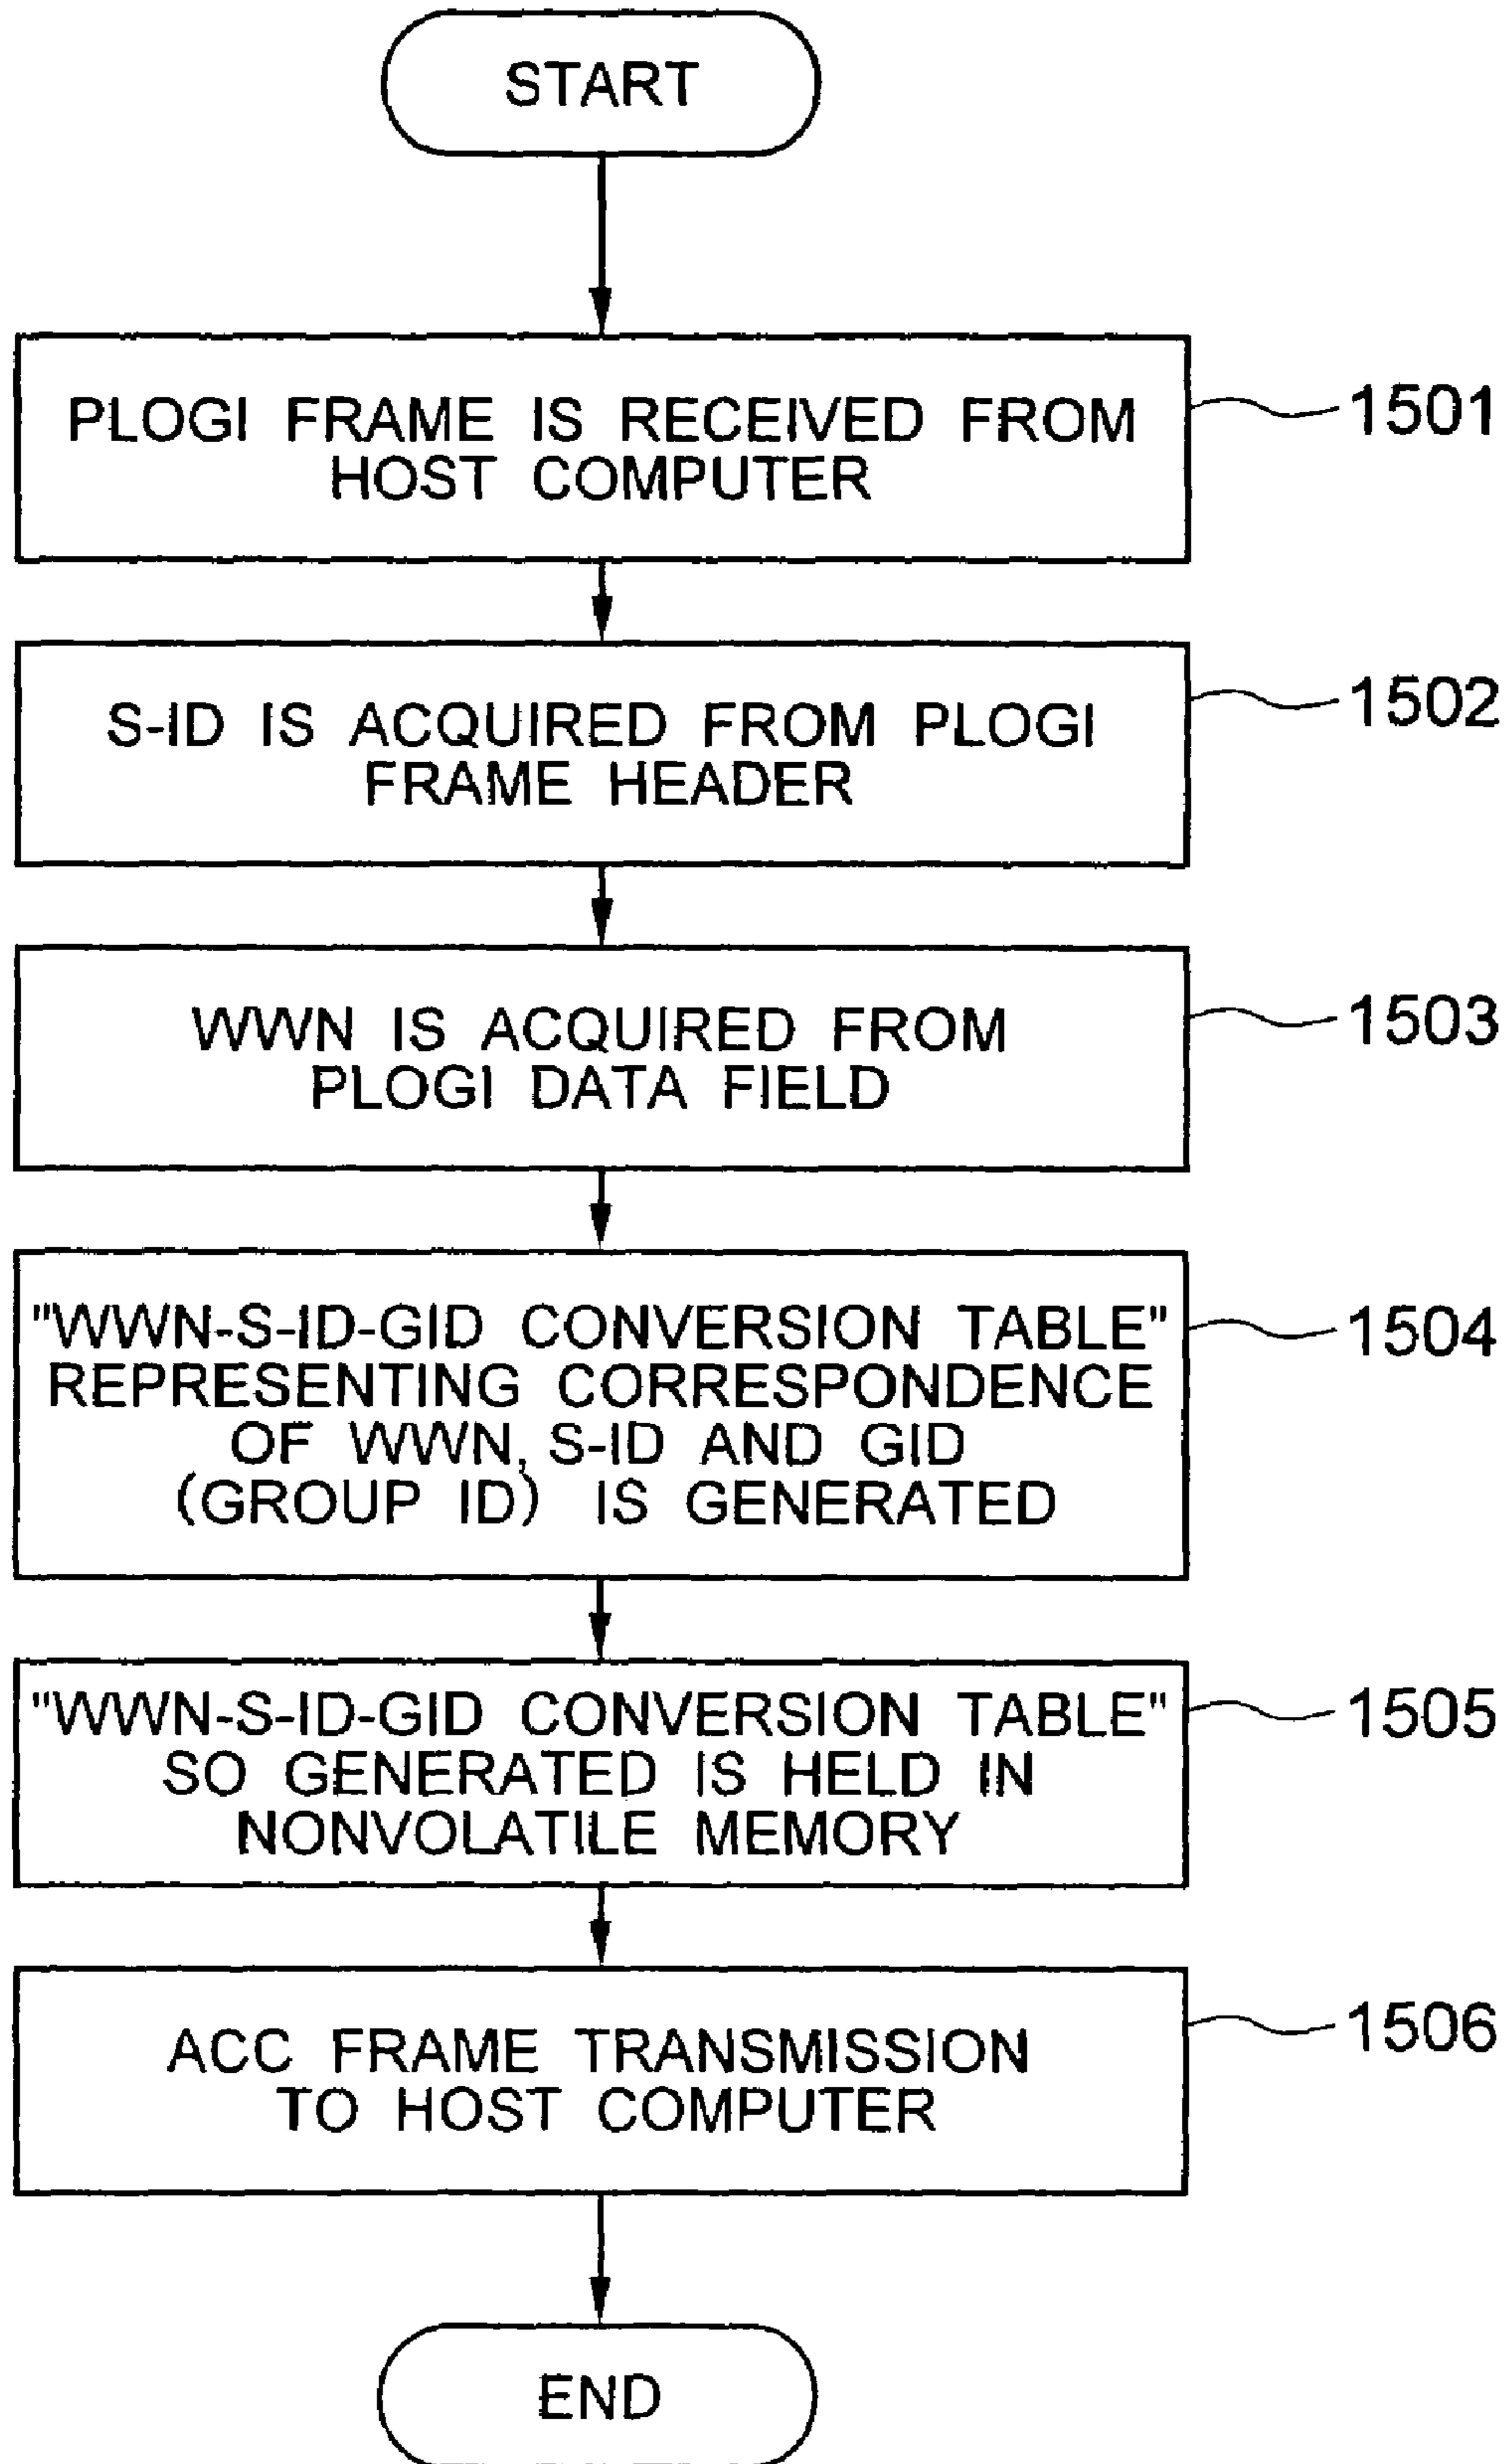 START
PLOGI FRAME IS RECEIVED FROM
HOST COMPUTER
1501
S-ID IS ACQUIRED FROM PLOGI
FRAME HEADER
1502
WWN IS ACQUIRED FROM
PLOGI DATA FIELD
1503
"WWN-S-ID-GID CONVERSION TABLE"
REPRESENTING CORRESPONDENCE
OF WWN, S-ID AND GID
(GROUP ID) IS GENERATED
1504
"WWN-S-ID-GID CONVERSION TABLE"
SO GENERATED IS HELD IN
NONVOLATILE MEMORY
1505
ACC FRAME TRANSMISSION
TO HOST COMPUTER
1506
END